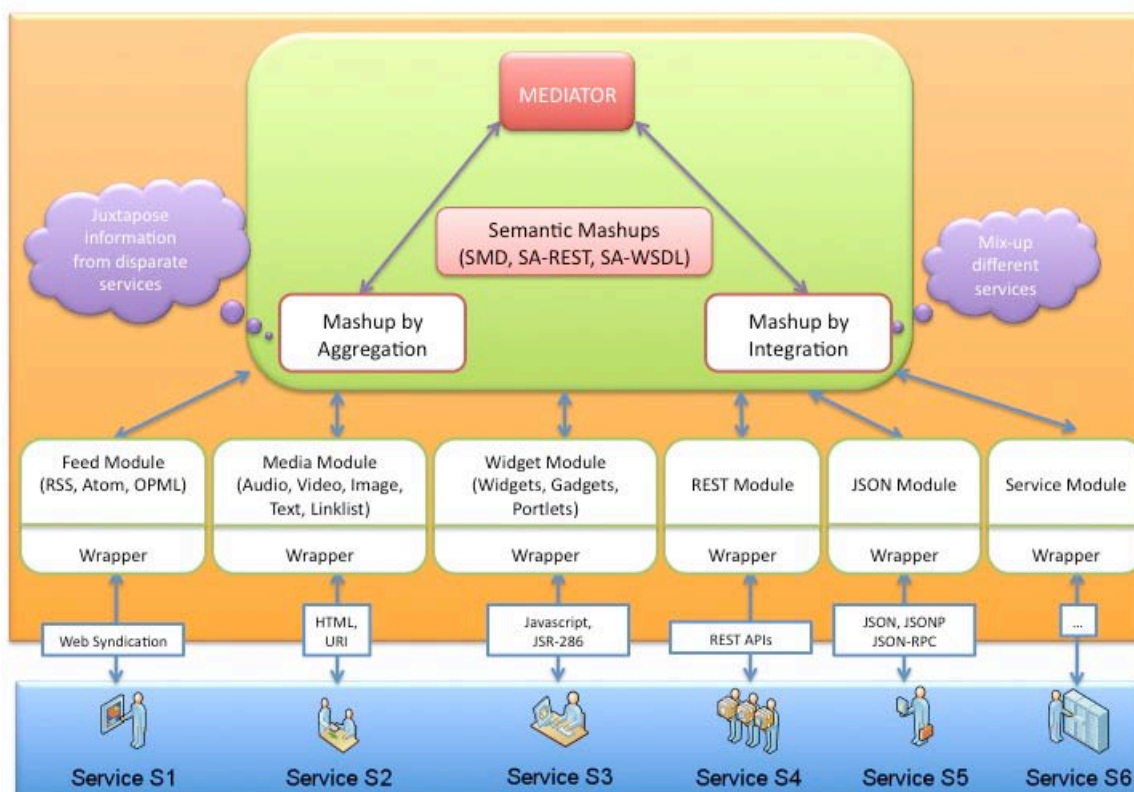 MEDIATOR
Juxtapose
information
from disparate
services
Semantic Mashups
(SMD, SA-REST, SA-WSDL)
Mix-up
different
services
Mashup by
Aggregation
Mashup by
Integration
Feed Module
(RSS, Atom, OPML)
Wrapper
Media Module
(Audio, Video, Image,
Text, Linklist)
Wrapper
Widget Module
(Widgets, Gadgets,
Portlets)
Wrapper
REST Module
Wrapper
JSON Module
Wrapper
Service Module
Wrapper
Web Syndication
HTML,
URI
Javascript,
JSR-286
REST APIs
JSON, JSONP
JSON-RPC
...
Service S1
Service S2
Service S3
Service S4
Service S5
Service S6